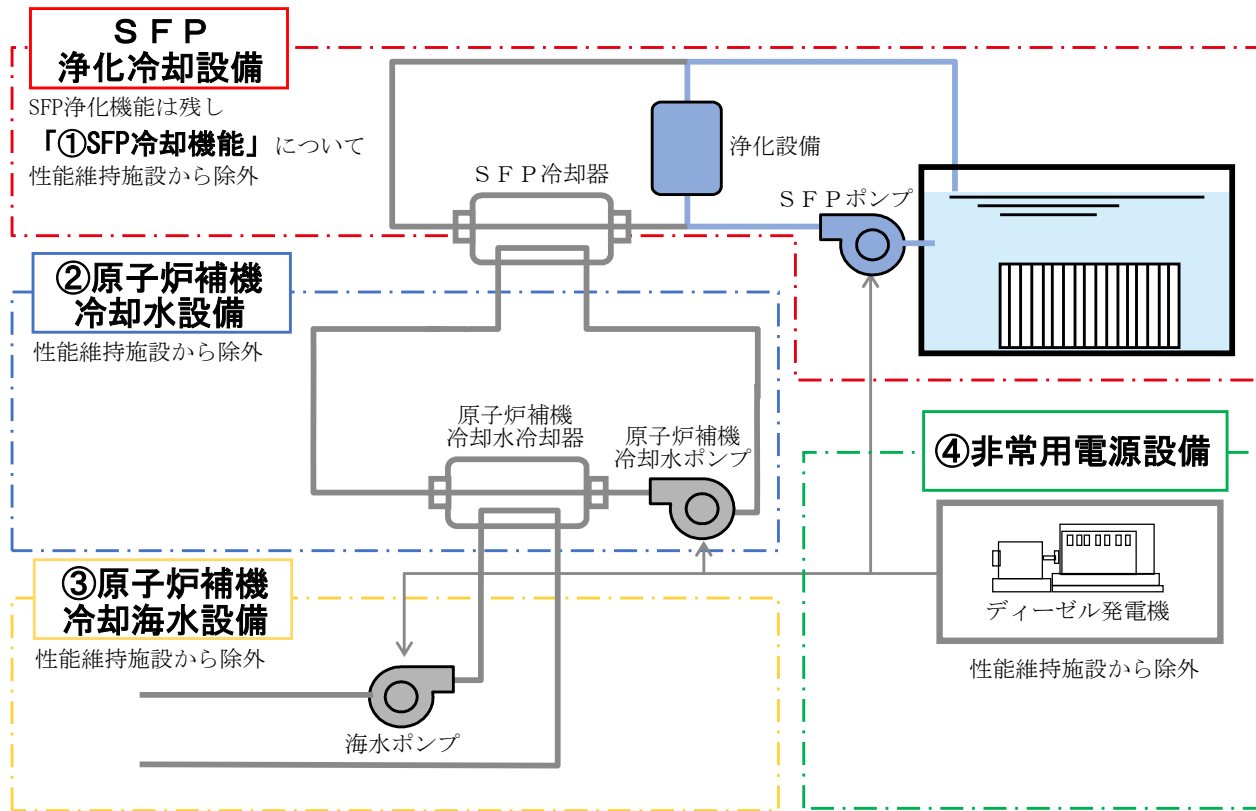 ＳＦＰ
浄化冷却設備
SFP浄化機能は残し
「①SFP冷却機能」について
性能維持施設から除外
ＳＦＰ冷却器
浄化設備
ＳＦＰポンプ
②原子炉補機
冷却水設備
性能維持施設から除外
原子炉補機
冷却水冷却器
原子炉補機
冷却水ポンプ
④非常用電源設備
ディーゼル発電機
性能維持施設から除外
③原子炉補機
冷却海水設備
性能維持施設から除外
海水ポンプ